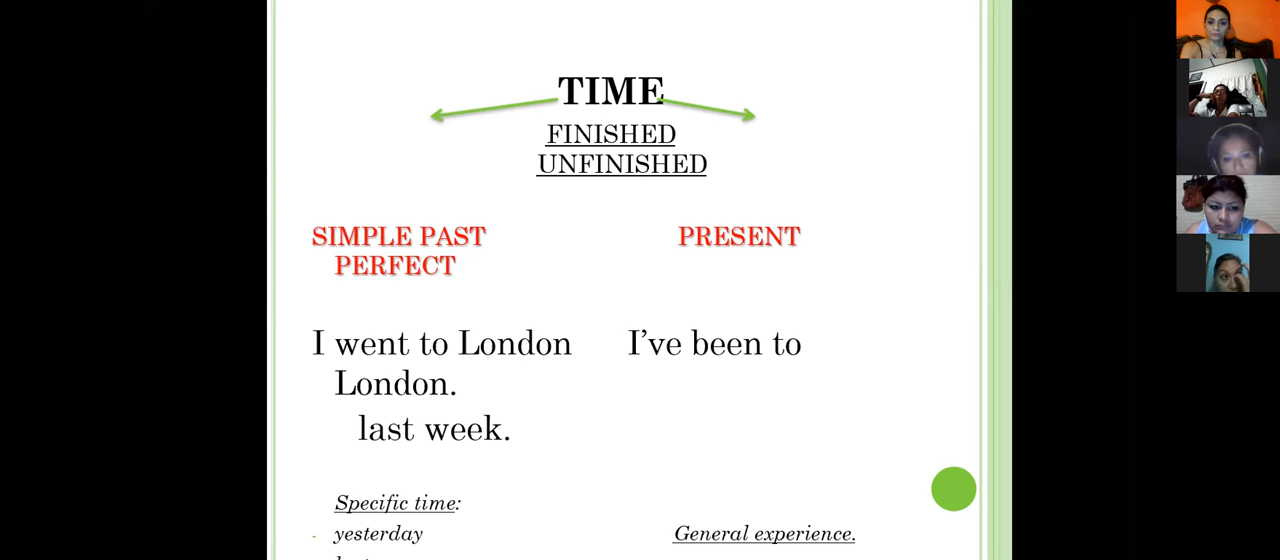 TIME
FINISHED
UNFINISHED
SIMPLE PAST PRESENT
PERFECT
I went to London I’ve been to
London.
last week.
Specific time:
- yesterday General experience.